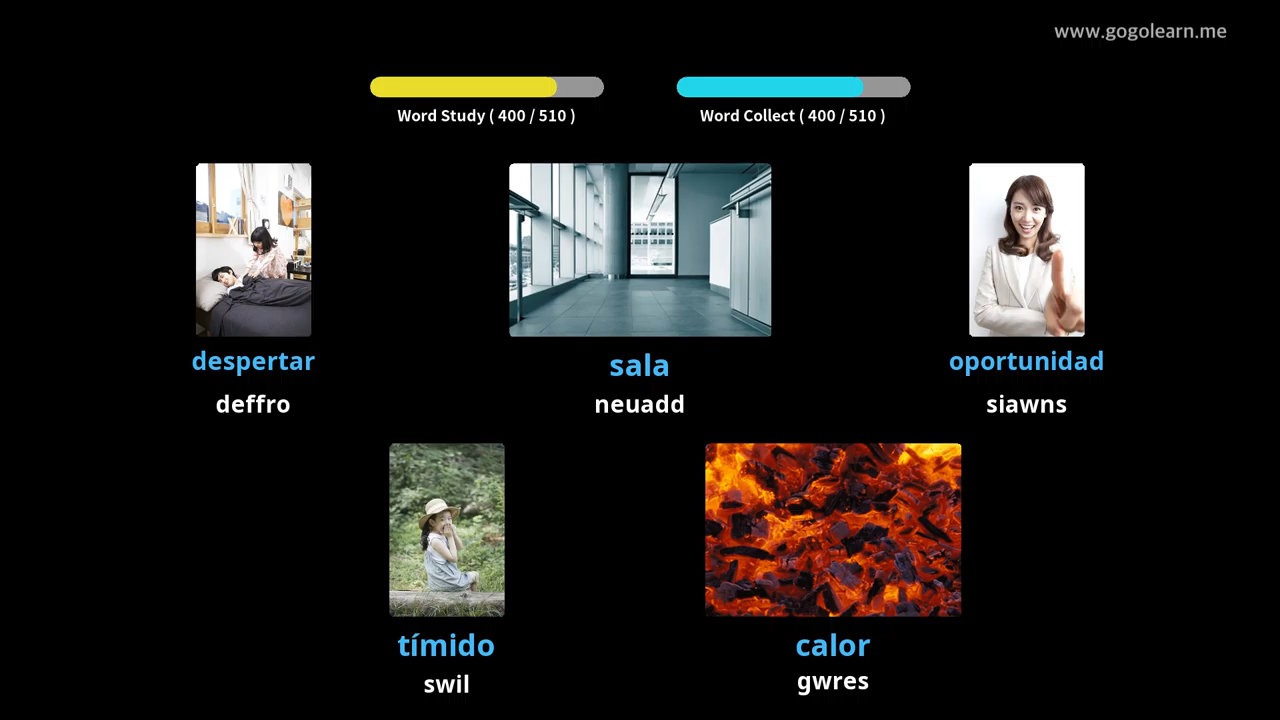 www.gogolearn.me
Word Study ( 400 / 510 )
Word Collect ( 400 / 510 )
despertar
deffro
sala
neuadd
oportunidad
siawns
tímido
swil
calor
gwres